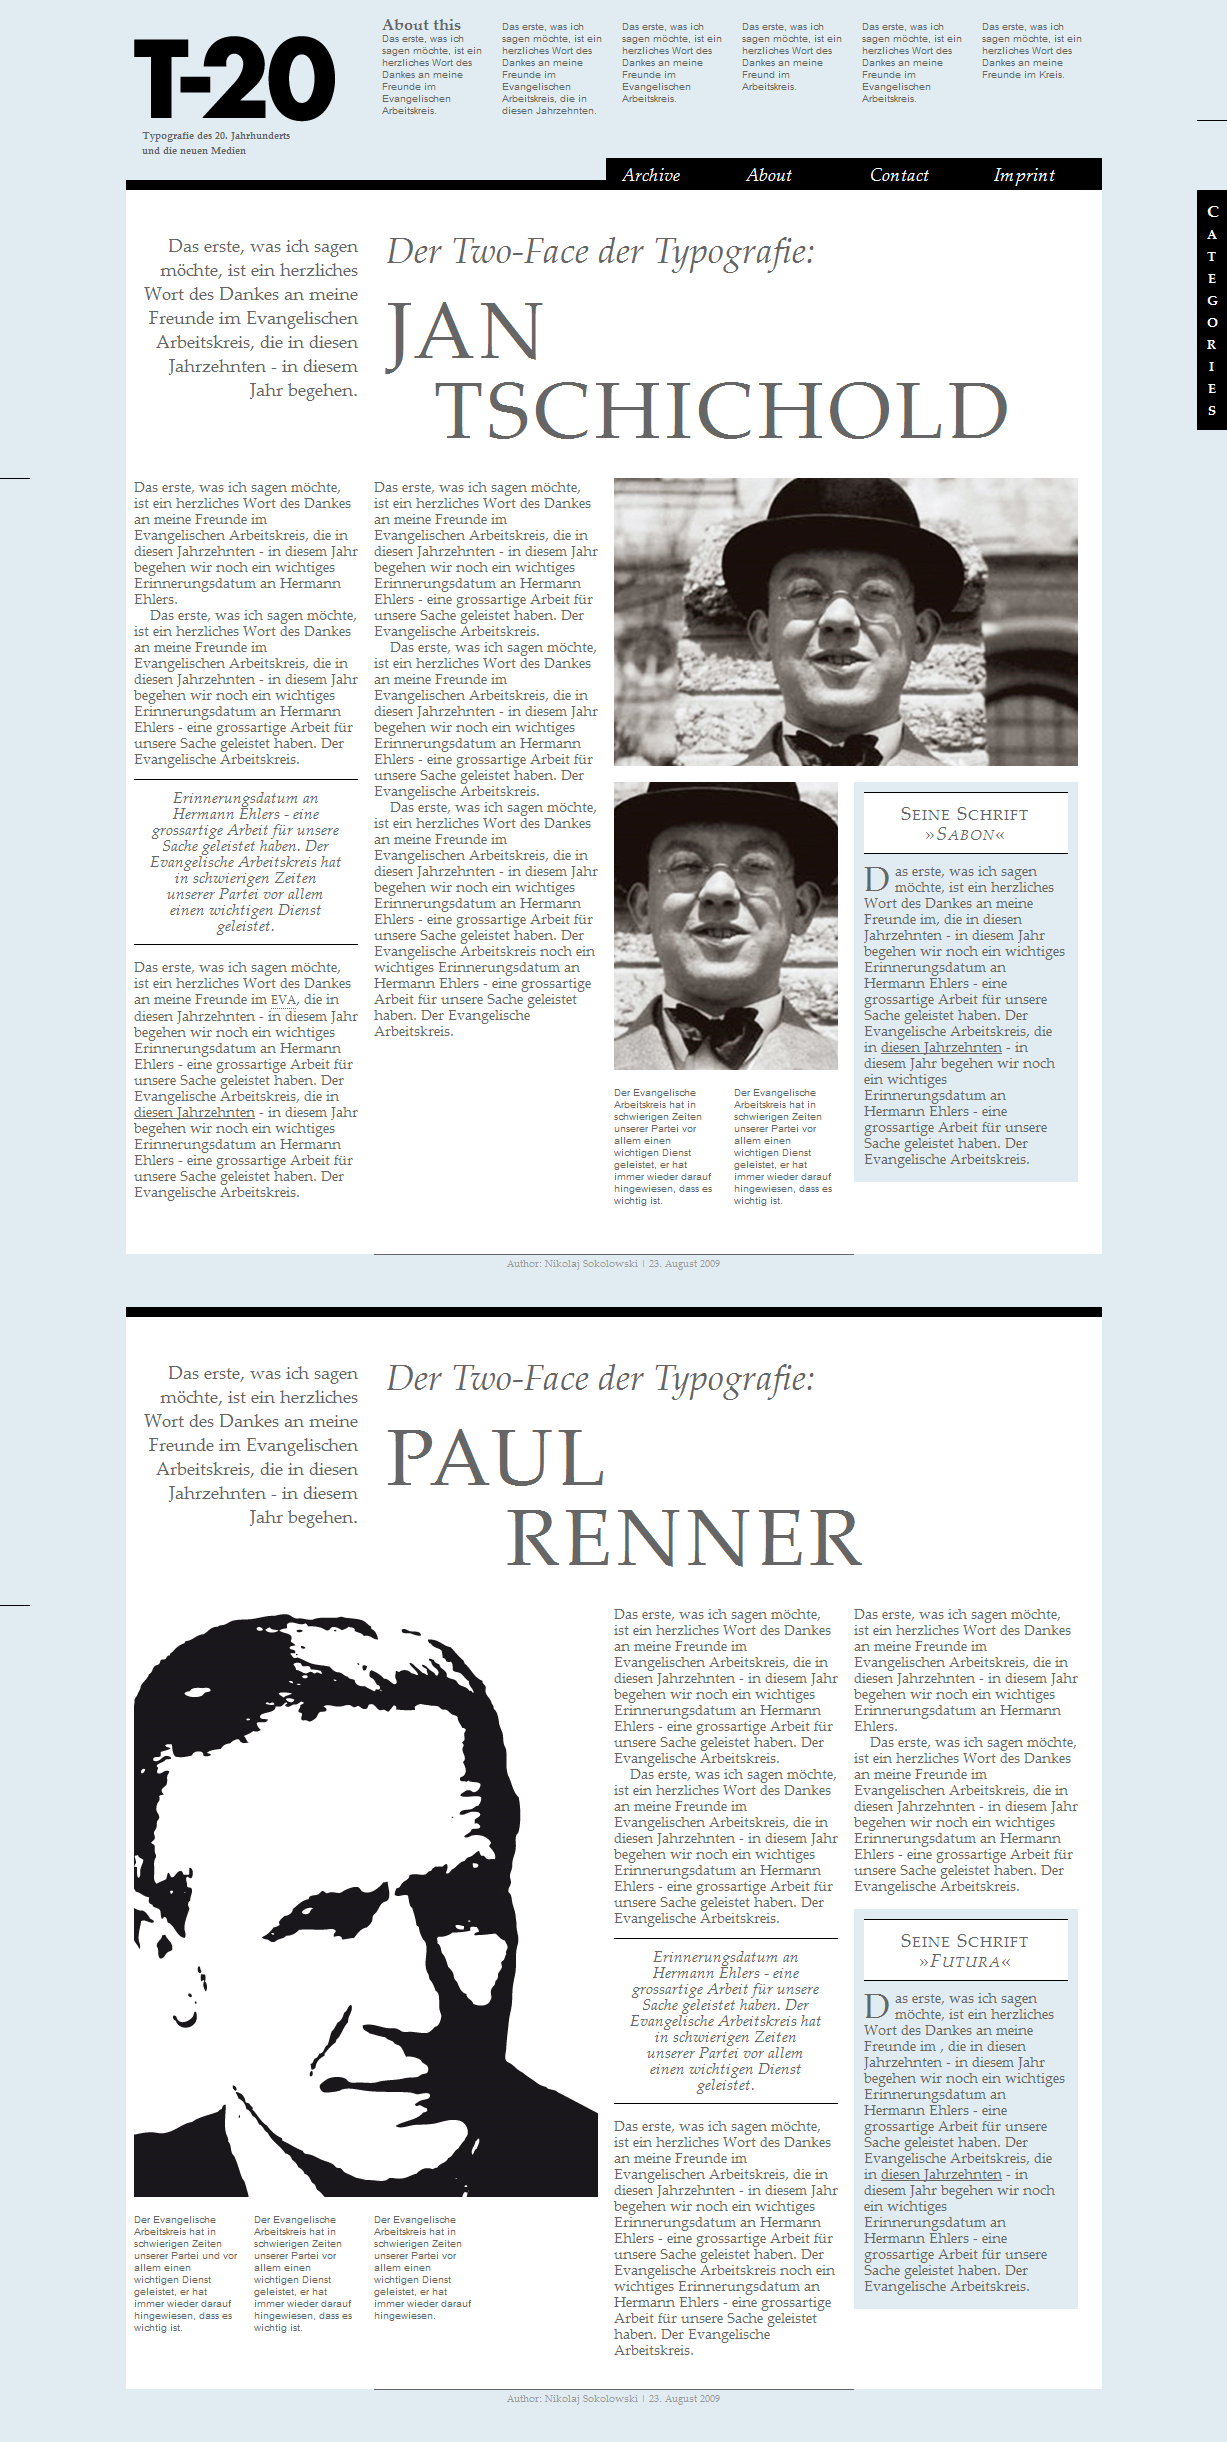 T-20
Typografie des 20. Jahrhunderts
und die neuen Medien
About this
Das erste, was ich
sagen möchte, ist ein
herzliches Wort des
Dankes an meine
Freunde im
Evangelischen
Arbeitskreis.
Das erste, was ich
sagen möchte, ist ein
herzliches Wort des
Dankes an meine
Freunde im
Evangelischen
Arbeitskreis, die in
diesen Jahrzehnten.
Das erste, was ich
sagen möchte, ist ein
herzliches Wort des
Dankes an meine
Freunde im
Evangelischen
Arbeitskreis.
Das erste, was ich
sagen möchte, ist ein
herzliches Wort des
Dankes an meine
Freund im
Arbeitskreis.
Das erste, was ich
sagen möchte, ist ein
herzliches Wort des
Dankes an meine
Freunde im
Evangelischen
Arbeitskreis.
Das erste, was ich
sagen möchte, ist ein
herzliches Wort des
Dankes an meine
Freunde im Kreis.
Archive About Contact Imprint
CATEGORIES
Das erste, was ich sagen
möchte, ist ein herzliches
Wort des Dankes an meine
Freunde im Evangelischen
Arbeitskreis, die in diesen
Jahrzehnten - in diesem
Jahr begehen.
Der Two-Face der Typografie:
JAN
TSCHICHOLD
Das erste, was ich sagen möchte,
ist ein herzliches Wort des Dankes
an meine Freunde im
Evangelischen Arbeitskreis, die in
diesen Jahrzehnten - in diesem Jahr
begehen wir noch ein wichtiges
Erinnerungsdatum an Hermann
Ehlers.
Das erste, was ich sagen möchte,
ist ein herzliches Wort des Dankes
an meine Freunde im
Evangelischen Arbeitskreis, die in
diesen Jahrzehnten - in diesem Jahr
begehen wir noch ein wichtiges
Erinnerungsdatum an Hermann
Ehlers - eine grossartige Arbeit für
unsere Sache geleistet haben. Der
Evangelische Arbeitskreis.
Erinnerungsdatum an
Hermann Ehlers - eine
grossartige Arbeit für unsere
Sache geleistet haben. Der
Evangelische Arbeitskreis hat
in schwierigen Zeiten
unserer Partei vor allem
einen wichtigen Dienst
geleistet.
Das erste, was ich sagen möchte,
ist ein herzliches Wort des Dankes
an meine Freunde im EVA, die in
diesen Jahrzehnten - in diesem Jahr
begehen wir noch ein wichtiges
Erinnerungsdatum an Hermann
Ehlers - eine grossartige Arbeit für
unsere Sache geleistet haben. Der
Evangelische Arbeitskreis, die in
diesen Jahrzehnten - in diesem Jahr
begehen wir noch ein wichtiges
Erinnerungsdatum an Hermann
Ehlers - eine grossartige Arbeit für
unsere Sache geleistet haben. Der
Evangelische Arbeitskreis.
Das erste, was ich sagen möchte,
ist ein herzliches Wort des Dankes
an meine Freunde im
Evangelischen Arbeitskreis, die in
diesen Jahrzehnten - in diesem Jahr
begehen wir noch ein wichtiges
Erinnerungsdatum an Hermann
Ehlers - eine grossartige Arbeit für
unsere Sache geleistet haben. Der
Evangelische Arbeitskreis.
Das erste, was ich sagen möchte,
ist ein herzliches Wort des Dankes
an meine Freunde im
Evangelischen Arbeitskreis, die in
diesen Jahrzehnten - in diesem Jahr
begehen wir noch ein wichtiges
Erinnerungsdatum an Hermann
Ehlers - eine grossartige Arbeit für
unsere Sache geleistet haben. Der
Evangelische Arbeitskreis.
Das erste, was ich sagen möchte,
ist ein herzliches Wort des Dankes
an meine Freunde im
Evangelischen Arbeitskreis, die in
diesen Jahrzehnten - in diesem Jahr
begehen wir noch ein wichtiges
Erinnerungsdatum an Hermann
Ehlers - eine grossartige Arbeit für
unsere Sache geleistet haben. Der
Evangelische Arbeitskreis noch ein
wichtiges Erinnerungsdatum an
Hermann Ehlers - eine grossartige
Arbeit für unsere Sache geleistet
haben. Der Evangelische
Arbeitskreis.
Der Evangelische
Arbeitskreis hat in
schwierigen Zeiten
unserer Partei vor
allem einen
wichtigen Dienst
geleistet, er hat
immer wieder darauf
hingewiesen, dass es
wichtig ist.
Der Evangelische
Arbeitskreis hat in
schwierigen Zeiten
unserer Partei vor
allem einen
wichtigen Dienst
geleistet, er hat
immer wieder darauf
hingewiesen, dass es
wichtig ist.
SEINE SCHRIFT
»SABON«
Das erste, was ich sagen
möchte, ist ein herzliches
Wort des Dankes an meine
Freunde im, die in diesen
Jahrzehnten - in diesem Jahr
begehen wir noch ein wichtiges
Erinnerungsdatum an
Hermann Ehlers - eine
grossartige Arbeit für unsere
Sache geleistet haben. Der
Evangelische Arbeitskreis, die
in diesen Jahrzehnten - in
diesem Jahr begehen wir noch
ein wichtiges
Erinnerungsdatum an
Hermann Ehlers - eine
grossartige Arbeit für unsere
Sache geleistet haben. Der
Evangelische Arbeitskreis.
Author: Nikolaj Sokolowski | 23. August 2009
Das erste, was ich sagen
möchte, ist ein herzliches
Wort des Dankes an meine
Freunde im Evangelischen
Arbeitskreis, die in diesen
Jahrzehnten - in diesem
Jahr begehen.
Der Two-Face der Typografie:
PAUL
RENNER
Der Evangelische
Arbeitskreis hat in
schwierigen Zeiten
unserer Partei und vor
allem einen
wichtigen Dienst
geleistet, er hat
immer wieder darauf
hingewiesen, dass es
wichtig ist.
Der Evangelische
Arbeitskreis hat in
schwierigen Zeiten
unserer Partei vor
allem einen
wichtigen Dienst
geleistet, er hat
immer wieder darauf
hingewiesen, dass es
wichtig ist.
Der Evangelische
Arbeitskreis hat in
schwierigen Zeiten
unserer Partei vor
allem einen
wichtigen Dienst
geleistet, er hat
immer wieder darauf
hingewiesen.
Das erste, was ich sagen möchte,
ist ein herzliches Wort des Dankes
an meine Freunde im
Evangelischen Arbeitskreis, die in
diesen Jahrzehnten - in diesem Jahr
begehen wir noch ein wichtiges
Erinnerungsdatum an Hermann
Ehlers - eine grossartige Arbeit für
unsere Sache geleistet haben. Der
Evangelische Arbeitskreis.
Das erste, was ich sagen möchte,
ist ein herzliches Wort des Dankes
an meine Freunde im
Evangelischen Arbeitskreis, die in
diesen Jahrzehnten - in diesem Jahr
begehen wir noch ein wichtiges
Erinnerungsdatum an Hermann
Ehlers - eine grossartige Arbeit für
unsere Sache geleistet haben. Der
Evangelische Arbeitskreis.
Erinnerungsdatum an
Hermann Ehlers - eine
grossartige Arbeit für unsere
Sache geleistet haben. Der
Evangelische Arbeitskreis hat
in schwierigen Zeiten
unserer Partei vor allem
einen wichtigen Dienst
geleistet.
Das erste, was ich sagen möchte,
ist ein herzliches Wort des Dankes
an meine Freunde im
Evangelischen Arbeitskreis, die in
diesen Jahrzehnten - in diesem Jahr
begehen wir noch ein wichtiges
Erinnerungsdatum an Hermann
Ehlers - eine grossartige Arbeit für
unsere Sache geleistet haben. Der
Evangelische Arbeitskreis noch ein
wichtiges Erinnerungsdatum an
Hermann Ehlers - eine grossartige
Arbeit für unsere Sache geleistet
haben. Der Evangelische
Arbeitskreis.
Das erste, was ich sagen möchte,
ist ein herzliches Wort des Dankes
an meine Freunde im
Evangelischen Arbeitskreis, die in
diesen Jahrzehnten - in diesem Jahr
begehen wir noch ein wichtiges
Erinnerungsdatum an Hermann
Ehlers.
Das erste, was ich sagen möchte,
ist ein herzliches Wort des Dankes
an meine Freunde im
Evangelischen Arbeitskreis, die in
diesen Jahrzehnten - in diesem Jahr
begehen wir noch ein wichtiges
Erinnerungsdatum an Hermann
Ehlers - eine grossartige Arbeit für
unsere Sache geleistet haben. Der
Evangelische Arbeitskreis.
SEINE SCHRIFT
»FUTURA«
Das erste, was ich sagen
möchte, ist ein herzliches
Wort des Dankes an meine
Freunde im , die in diesen
Jahrzehnten - in diesem Jahr
begehen wir noch ein wichtiges
Erinnerungsdatum an
Hermann Ehlers - eine
grossartige Arbeit für unsere
Sache geleistet haben. Der
Evangelische Arbeitskreis, die
in diesen Jahrzehnten - in
diesem Jahr begehen wir noch
ein wichtiges
Erinnerungsdatum an
Hermann Ehlers - eine
grossartige Arbeit für unsere
Sache geleistet haben. Der
Evangelische Arbeitskreis.
Author: Nikolaj Sokolowski | 23. August 2009